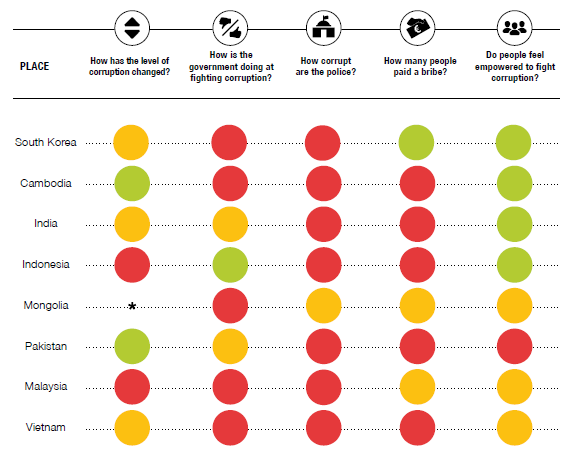 PLACE
How has the level of
corruption changed?
How is the
government doing at
fighting corruption?
How corrupt
are the police?
€
How many people
paid a bribe?
Do people feel
empowered to fight
corruption?
South Korea
Cambodia
India
Indonesia
Mongolia
*
Pakistan
Malaysia
Vietnam